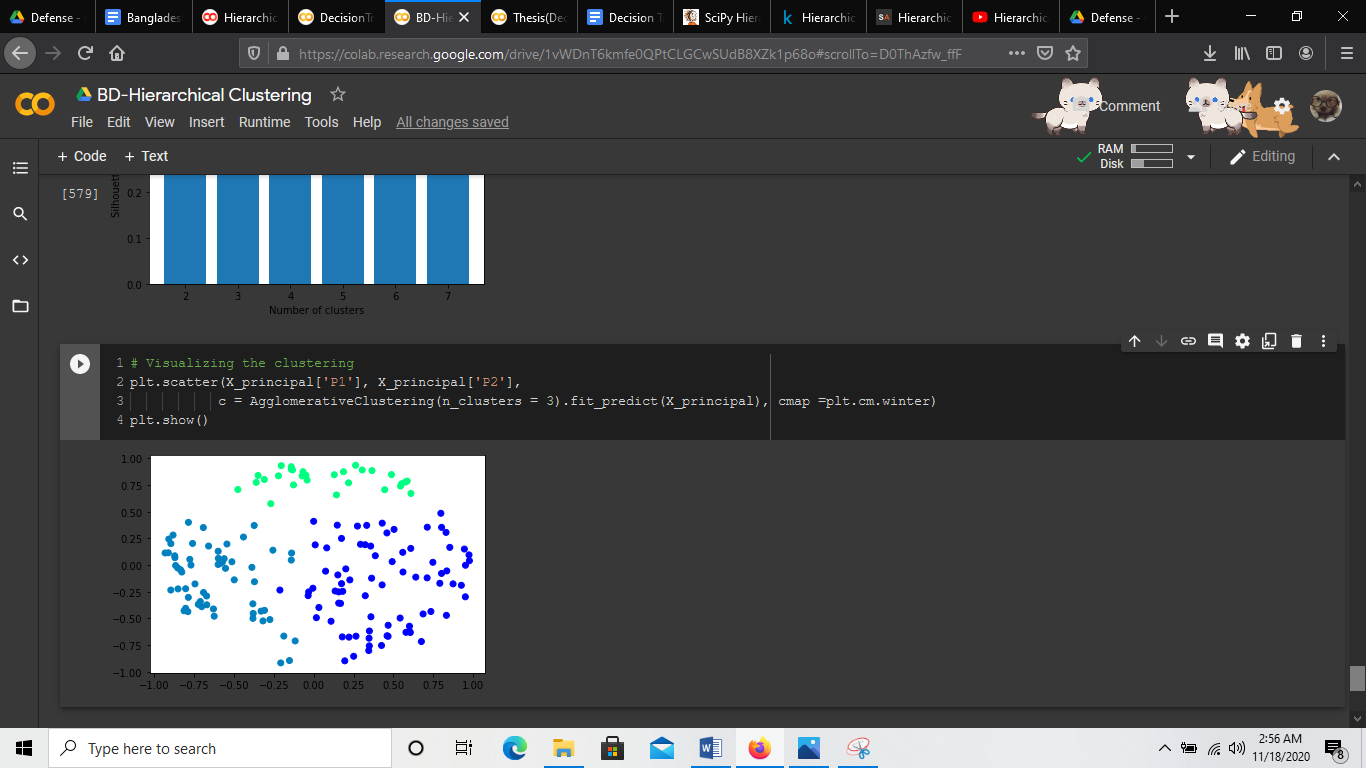 Defense -
Banglades
Hierarchic
DecisionTr
BD-Hie
Thesis(Dec
Decision T
SciPy Hiera
Hierarchic
Hierarchic
Hierarchic
Defense -
https://colab.research.google.com/drive/1vWDnT6kmfe0QPtCLGCwSUdB8XZk1p68o#scrollTo=D0ThAzfw_ffF
BD-Hierarchical Clustering
Comment
File Edit View Insert Runtime Tools Help All changes saved
+ Code + Text
RAM
Disk
Editing
[579]
Silhouett
0.2
0.1
0.0
2 3 4 5 6 7
Number of clusters
1 # Visualizing the clustering
2 plt.scatter(X_principal['P1'], X_principal['P2'],
3 c = AgglomerativeClustering(n_clusters = 3).fit_predict(X_principal), cmap =plt.cm.winter)
4 plt.show()
1.00
0.75
0.50
0.25
0.00
−0.25
−0.50
−0.75
−1.00
−1.00 −0.75 −0.50 −0.25 0.00 0.25 0.50 0.75 1.00
Type here to search
2:56 AM
11/18/2020
8